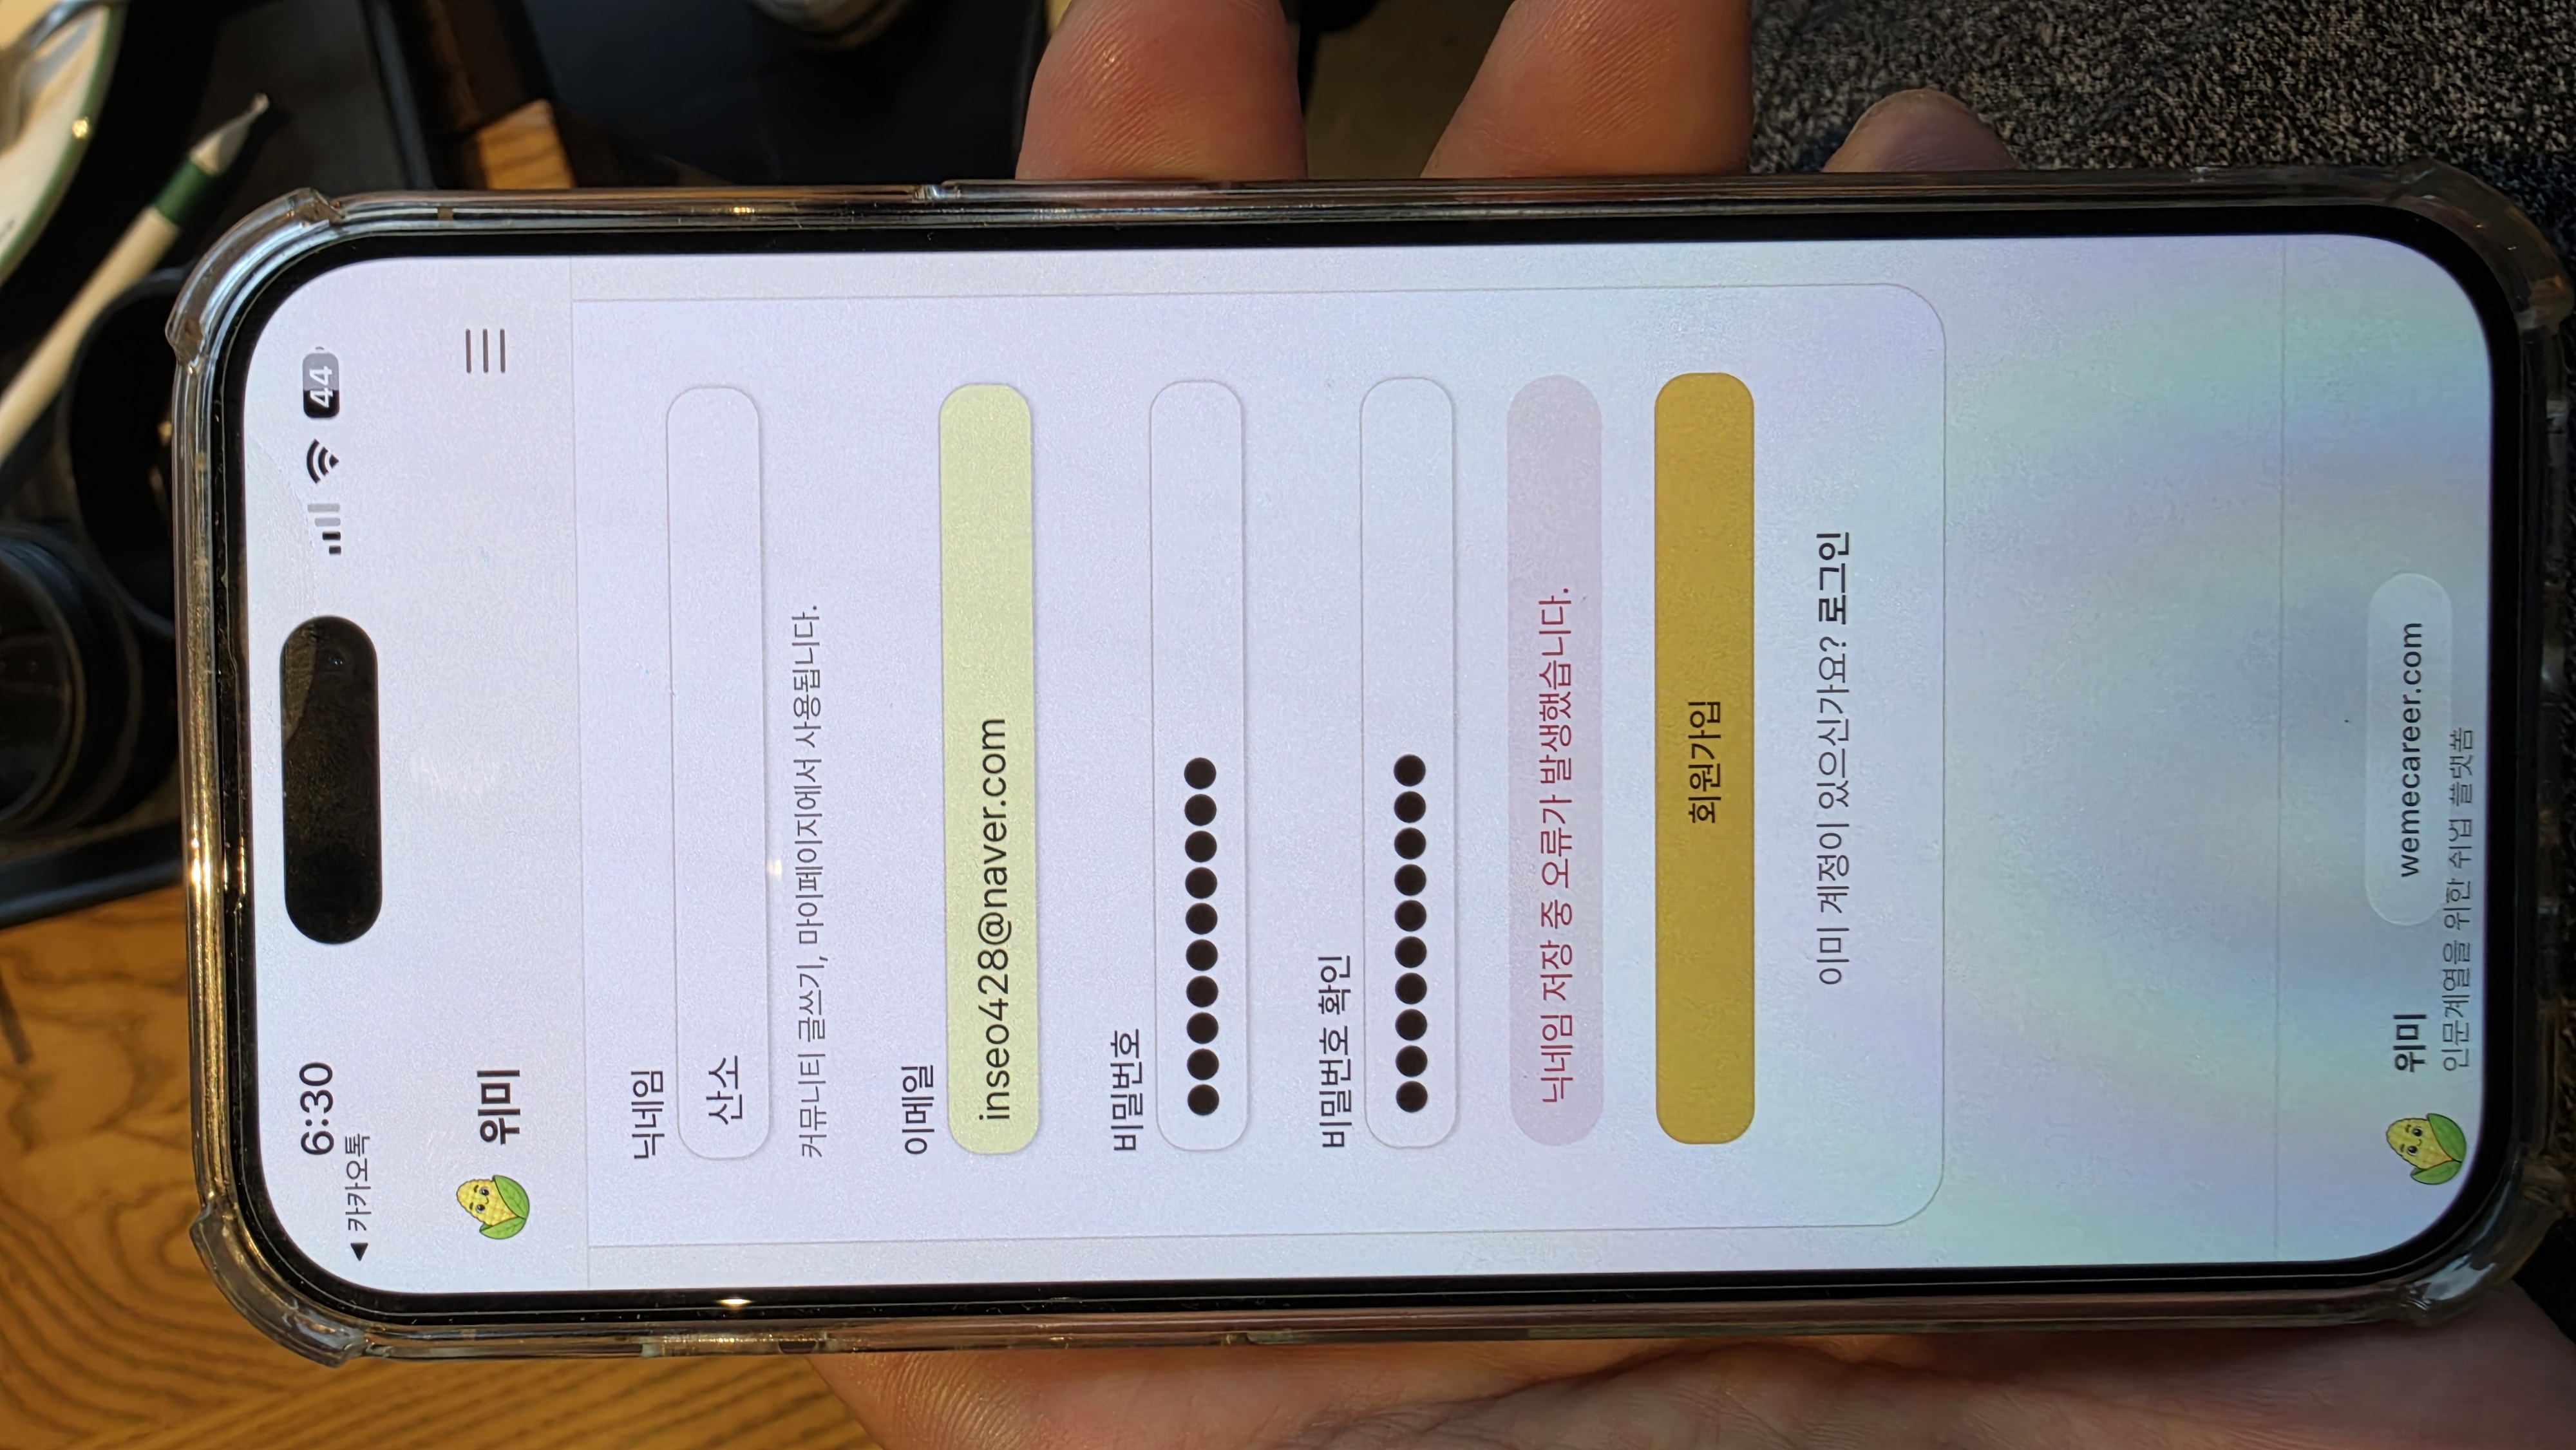 6:30
44
◀ 카카오톡
위미
닉네임
산소
커뮤니티 글쓰기, 마이페이지에서 사용됩니다.
이메일
inseo428@naver.com
비밀번호
●●●●●●●●●●
비밀번호 확인
●●●●●●●●●●
닉네임 저장 중 오류가 발생했습니다.
회원가입
이미 계정이 있으신가요? 로그인
위미
wemecareer.com
인문계열을 위한 취업 플랫폼